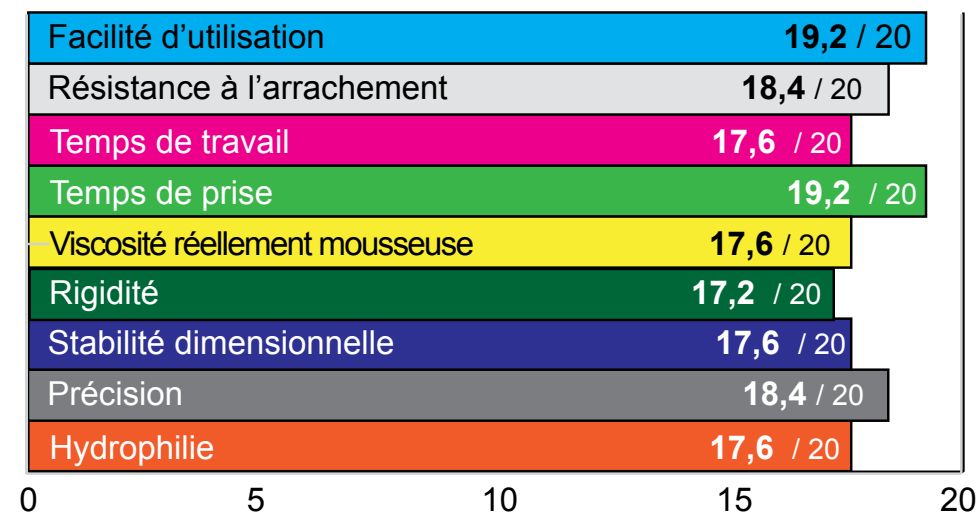 Facilité d’utilisation 19,2 / 20
Résistance à l’arrachement 18,4 / 20
Temps de travail 17,6 / 20
Temps de prise 19,2 / 20
Viscosité réellement mousseuse 17,6 / 20
Rigidité 17,2 / 20
Stabilité dimensionnelle 17,6 / 20
Précision 18,4 / 20
Hydrophilie 17,6 / 20
0 5 10 15 20